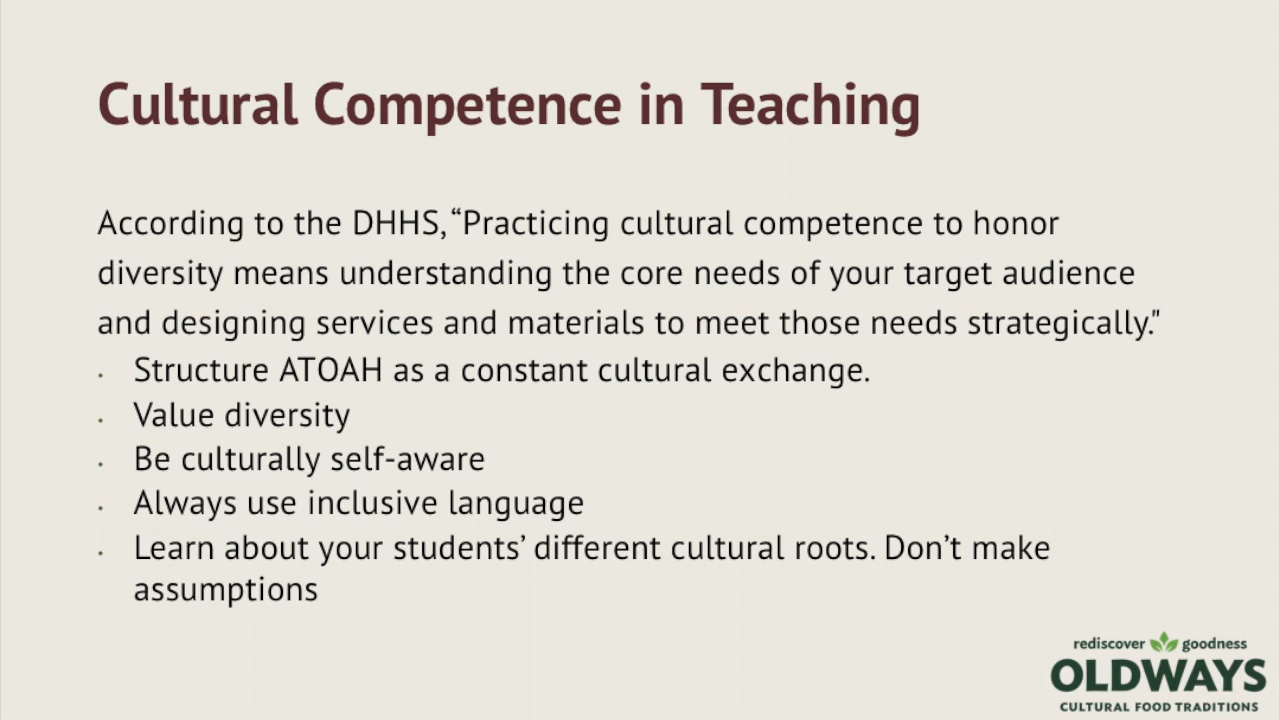 Cultural Competence in Teaching
According to the DHHS, “Practicing cultural competence to honor
diversity means understanding the core needs of your target audience
and designing services and materials to meet those needs strategically."
· Structure ATOAH as a constant cultural exchange.
· Value diversity
· Be culturally self-aware
· Always use inclusive language
· Learn about your students’ different cultural roots. Don’t make
assumptions
rediscover goodness
OLDWAYS
CULTURAL FOOD TRADITIONS